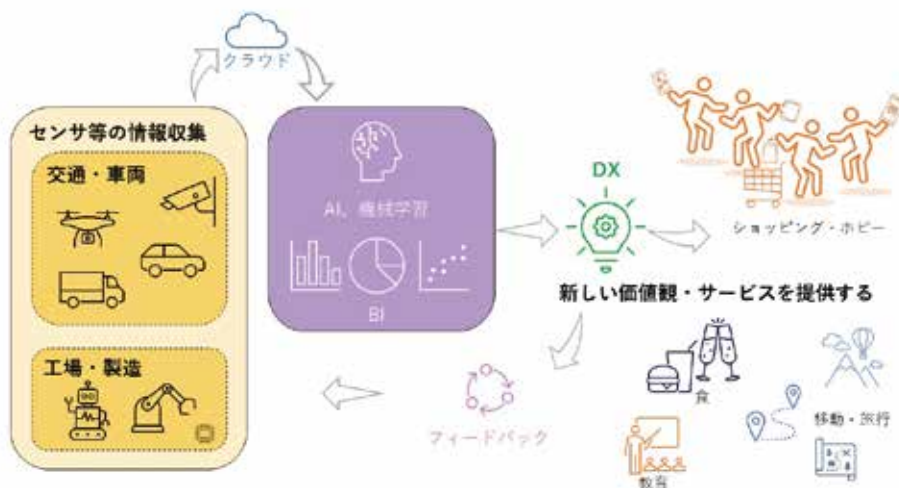 クラウド
センサ等の情報収集
交通・車両
工場・製造
AI、機械学習
BI
DX
新しい価値観・サービスを提供する
ショッピング・ホビー
食
移動・旅行
教育
フィードバック